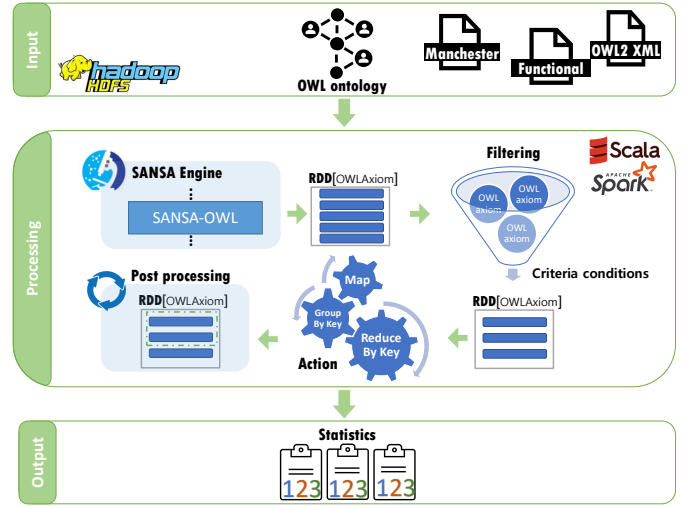 Input
hadoop
HDFS
OWL ontology
Manchester
Functional
OWL2 XML
Processing
SANSA Engine
SANSA-OWL
RDD[OWLAxiom]
Filtering
OWL
axiom
OWL
axiom
OWL
axiom
Scala
APACHE
Spark
Criteria conditions
RDD[OWLAxiom]
Map
Group
By Key
Reduce
By Key
Action
Post processing
RDD[OWLAxiom]
Output
Statistics
123
123
123